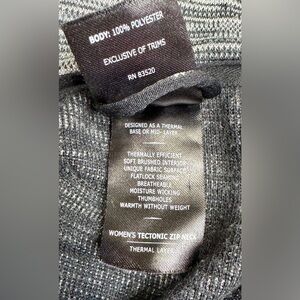 BODY: 100% POLYESTER
EXCLUSIVE OF TRIMS
RN 83520
DESIGNED AS A THERMAL
BASE OR MID-LAYER
THERMALLY EFFICIENT
SOFT BRUSHED INTERIOR
UNIQUE FABRIC SURFACE
FLATLOCK SEAMING
BREATHEABLE
MOISTURE WICKING
THUMBHOLES
WARMTH WITHOUT WEIGHT
WOMEN'S TECTONIC ZIP NECK
THERMAL LAYER